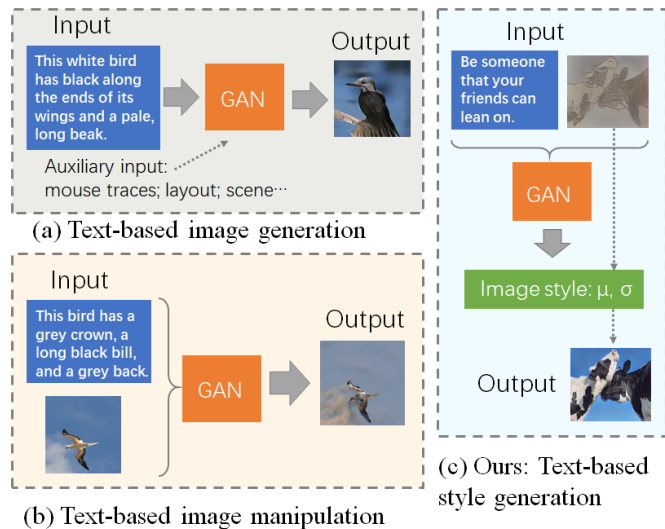 Input
This white bird
has black along
the ends of its
wings and a pale,
long beak.
GAN
Output
Auxiliary input:
mouse traces; layout; scene···
(a) Text-based image generation
Input
This bird has a
grey crown, a
long black bill,
and a grey back.
GAN
Output
(b) Text-based image manipulation
Input
Be someone
that your
friends can
lean on.
GAN
Image style: μ, σ
Output
(c) Ours: Text-based
style generation